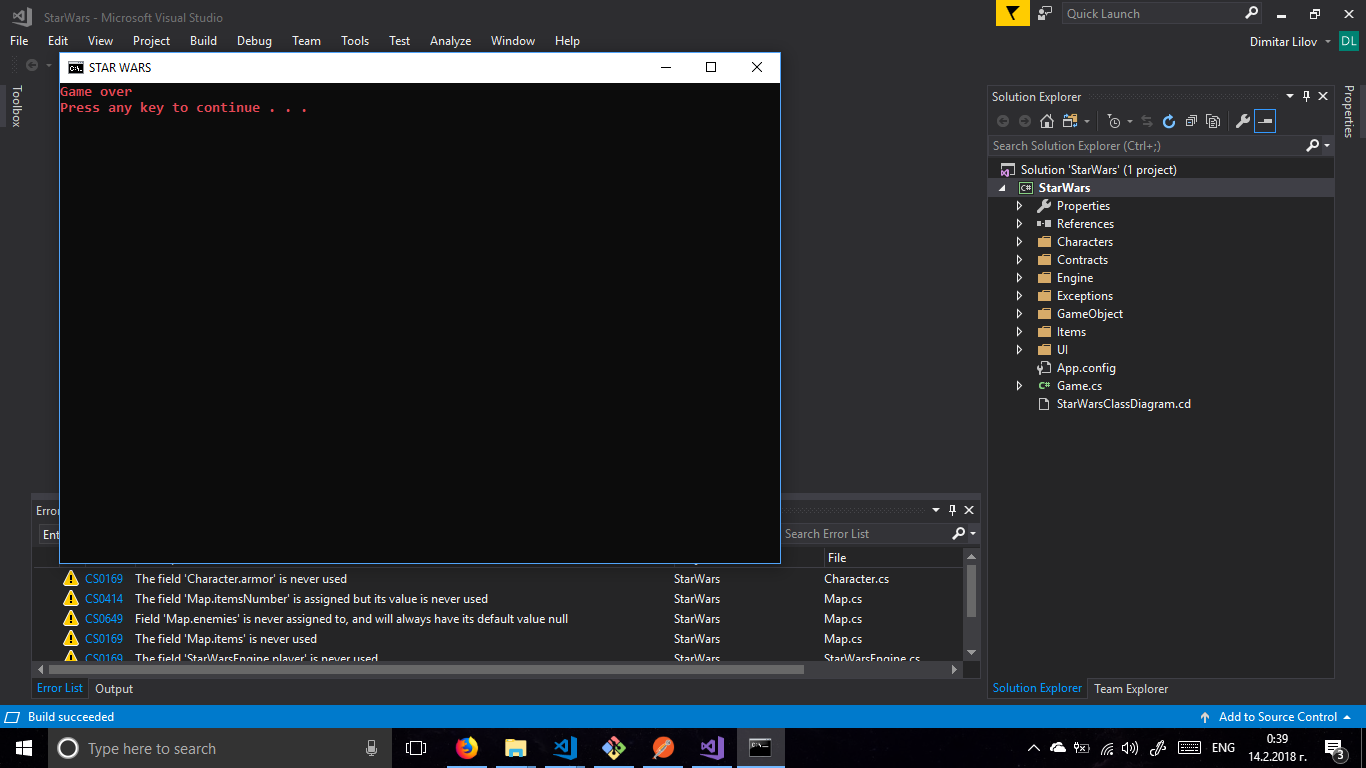 StarWars - Microsoft Visual Studio
Quick Launch
File Edit View Project Build Debug Team Tools Test Analyze Window Help
Dimitar Lilov DL
Toolbox
C:\.
STAR WARS
Game over
Press any key to continue . . .
Solution Explorer
Search Solution Explorer (Ctrl+;)
Solution 'StarWars' (1 project)
C# StarWars
Properties
References
Characters
Contracts
Engine
Exceptions
GameObject
Items
UI
App.config
C# Game.cs
StarWarsClassDiagram.cd
Solution Explorer Team Explorer
Properties
Error
Ent
Search Error List
File
CS0169 The field 'Character.armor' is never used StarWars Character.cs
CS0414 The field 'Map.itemsNumber' is assigned but its value is never used StarWars Map.cs
CS0649 Field 'Map.enemies' is never assigned to, and will always have its default value null StarWars Map.cs
CS0169 The field 'Map.items' is never used StarWars Map.cs
CS0169 The field 'StarWarsEngine.player' is never used StarWars StarWarsEngine.cs
Error List Output
Build succeeded
Add to Source Control
Type here to search
ENG
0:39
14.2.2018 г.
3